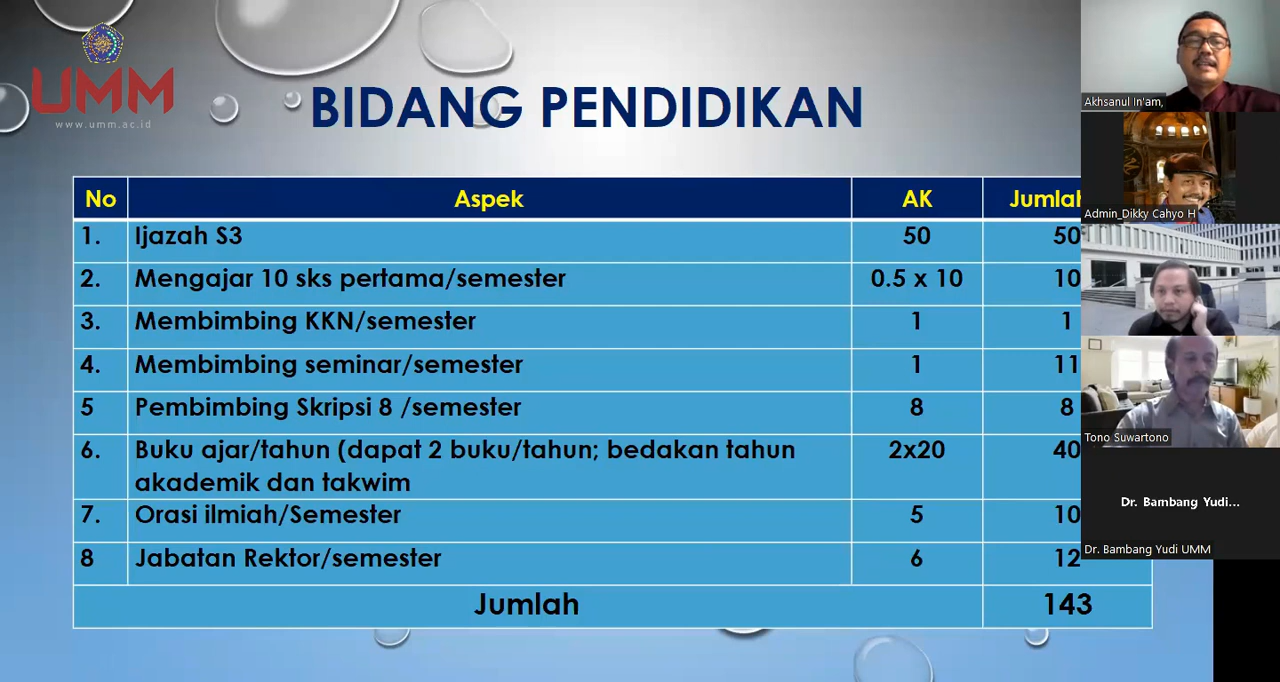 UMM
www.umm.ac.id
BIDANG PENDIDIKAN
No Aspek AK Jumlah
1. Ijazah S3 50 50
2. Mengajar 10 sks pertama/semester 0.5 x 10 10
3. Membimbing KKN/semester 1 1
4. Membimbing seminar/semester 1 11
5 Pembimbing Skripsi 8 /semester 8 8
6. Buku ajar/tahun (dapat 2 buku/tahun; bedakan tahun 2x20 40
akademik dan takwim
7. Orasi ilmiah/Semester 5 10
8 Jabatan Rektor/semester 6 12
Jumlah 143
Akhsanul In'am,
Admin_Dikky Cahyo H
Tono Suwartono
Dr. Bambang Yudi...
Dr. Bambang Yudi UMM